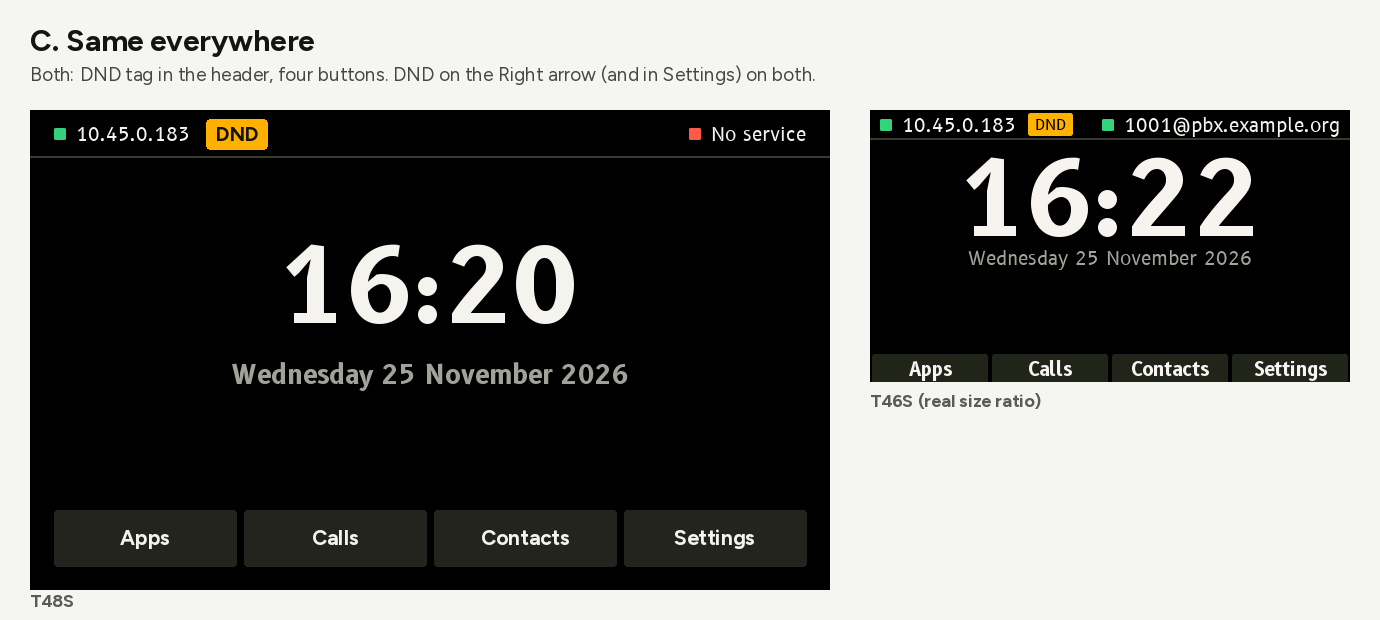 C. Same everywhere
Both: DND tag in the header, four buttons. DND on the Right arrow (and in Settings) on both.
10.45.0.183 DND No service
16:20
Wednesday 25 November 2026
Apps Calls Contacts Settings
T48S
10.45.0.183 DND 1001@pbx.example.org
16:22
Wednesday 25 November 2026
Apps Calls Contacts Settings
T46S (real size ratio)